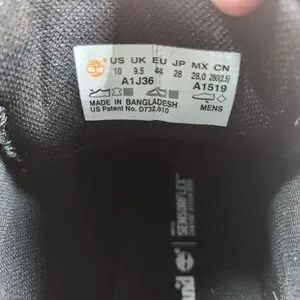 US UK EU JP MX CN
10 9.5 44 28 28,0 280(2.5)
A1J36 A1519
MADE IN BANGLADESH
US Patent No. D732,810 MENS
SENSORFLEX